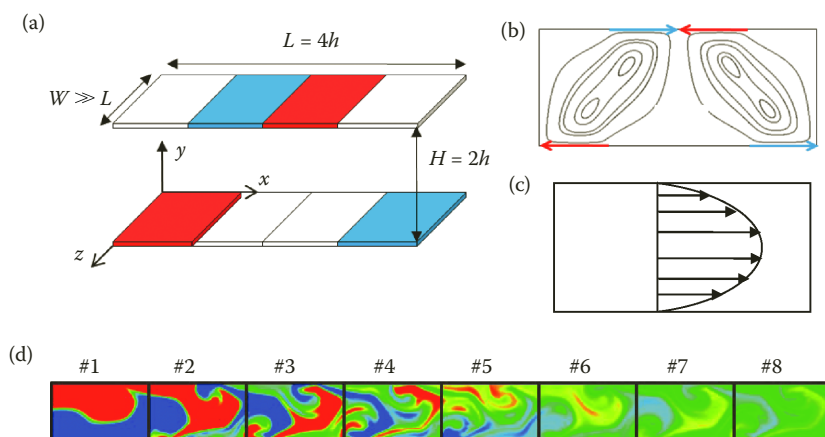 (a)
L = 4h
W ≫ L
y
x
z
H = 2h
(b)
(c)
(d)
#1 #2 #3 #4 #5 #6 #7 #8